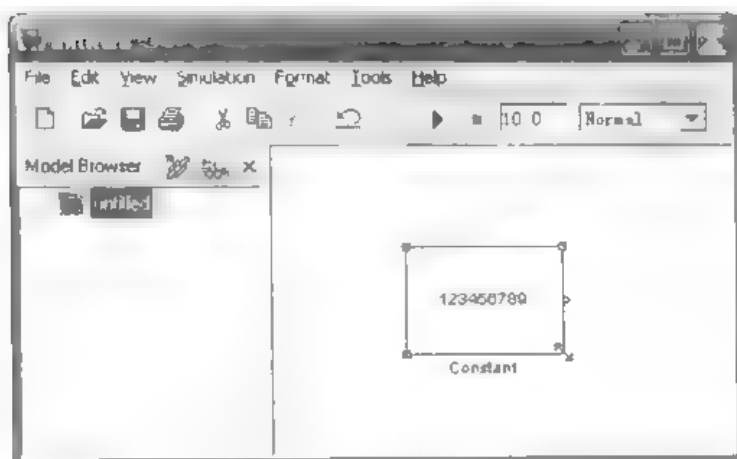 File Edit View Simulation Format Tools Help
10.0 Normal
Model Browser
untitled
123456789
Constant